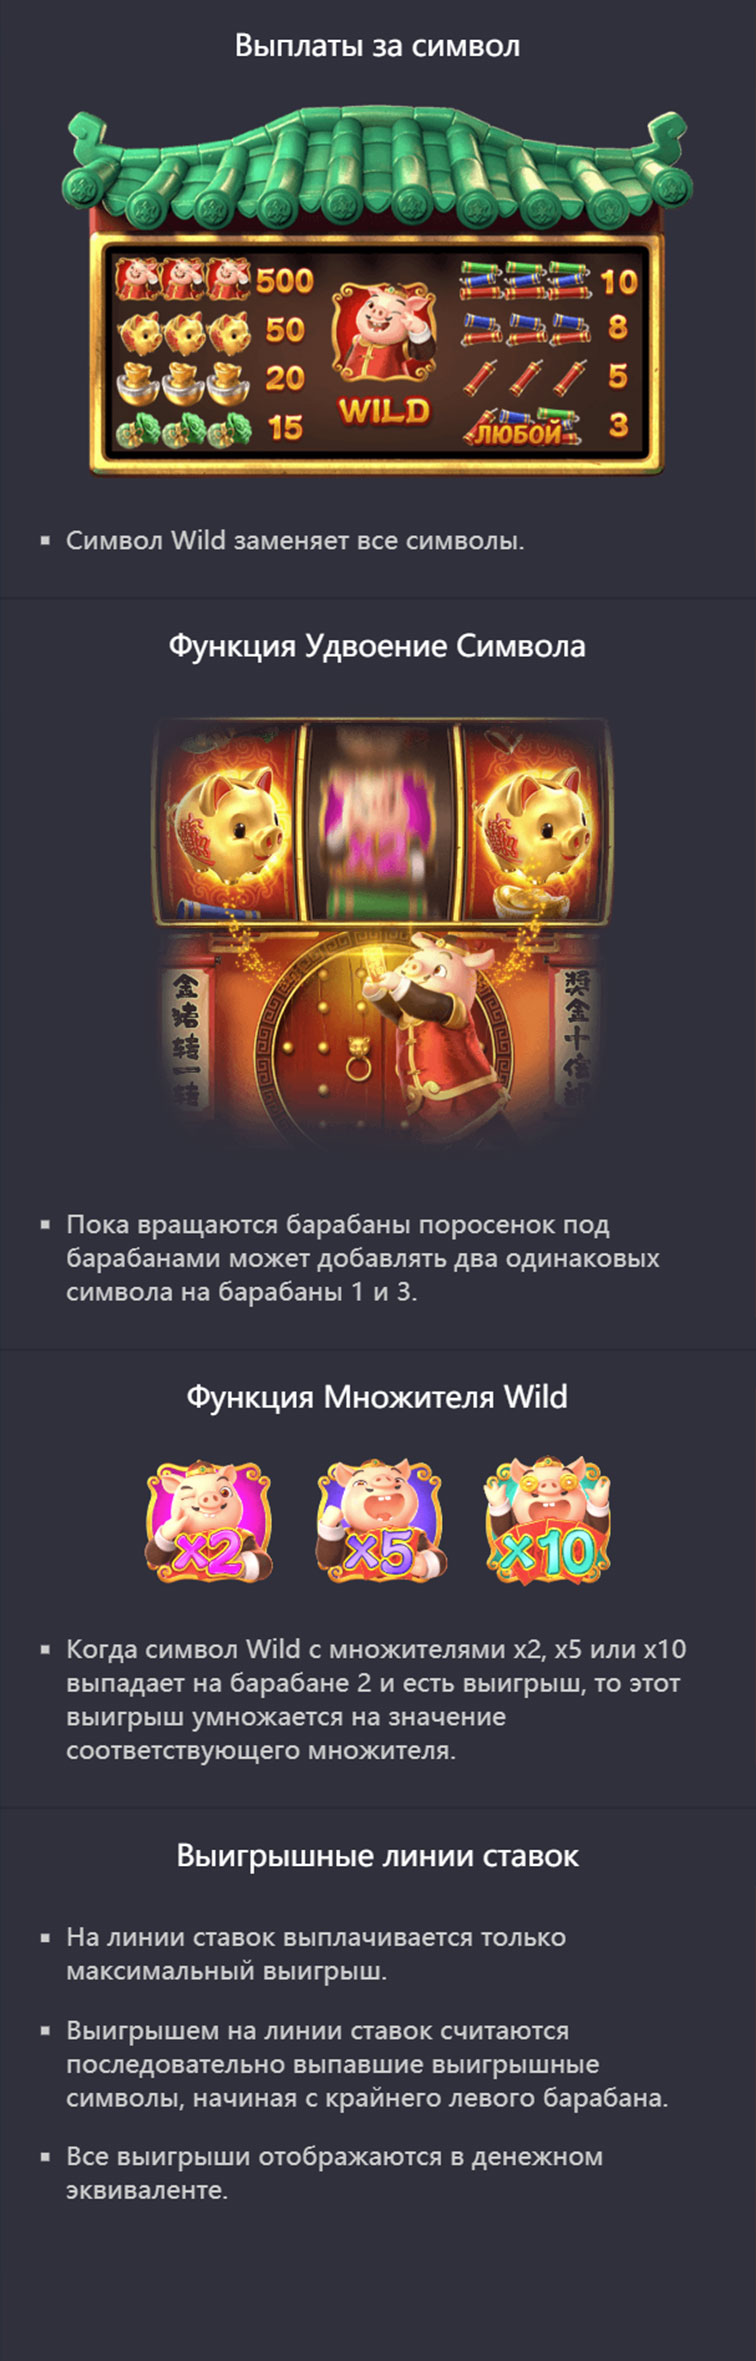 Выплаты за символ
500
10
50
8
20
WILD
5
15
ЛЮБОЙ
3
Символ Wild заменяет все символы.
Функция Удвоение Символа
x2
金猪转一转
獎金十倍
Пока вращаются барабаны поросенок под
барабанами может добавлять два одинаковых
символа на барабаны 1 и 3.
Функция Множителя Wild
x2
x5
x10
Когда символ Wild с множителями x2, x5 или x10
выпадает на барабане 2 и есть выигрыш, то этот
выигрыш умножается на значение
соответствующего множителя.
Выигрышные линии ставок
На линии ставок выплачивается только
максимальный выигрыш.
Выигрышем на линии ставок считаются
последовательно выпавшие выигрышные
символы, начиная с крайнего левого барабана.
Все выигрыши отображаются в денежном
эквиваленте.